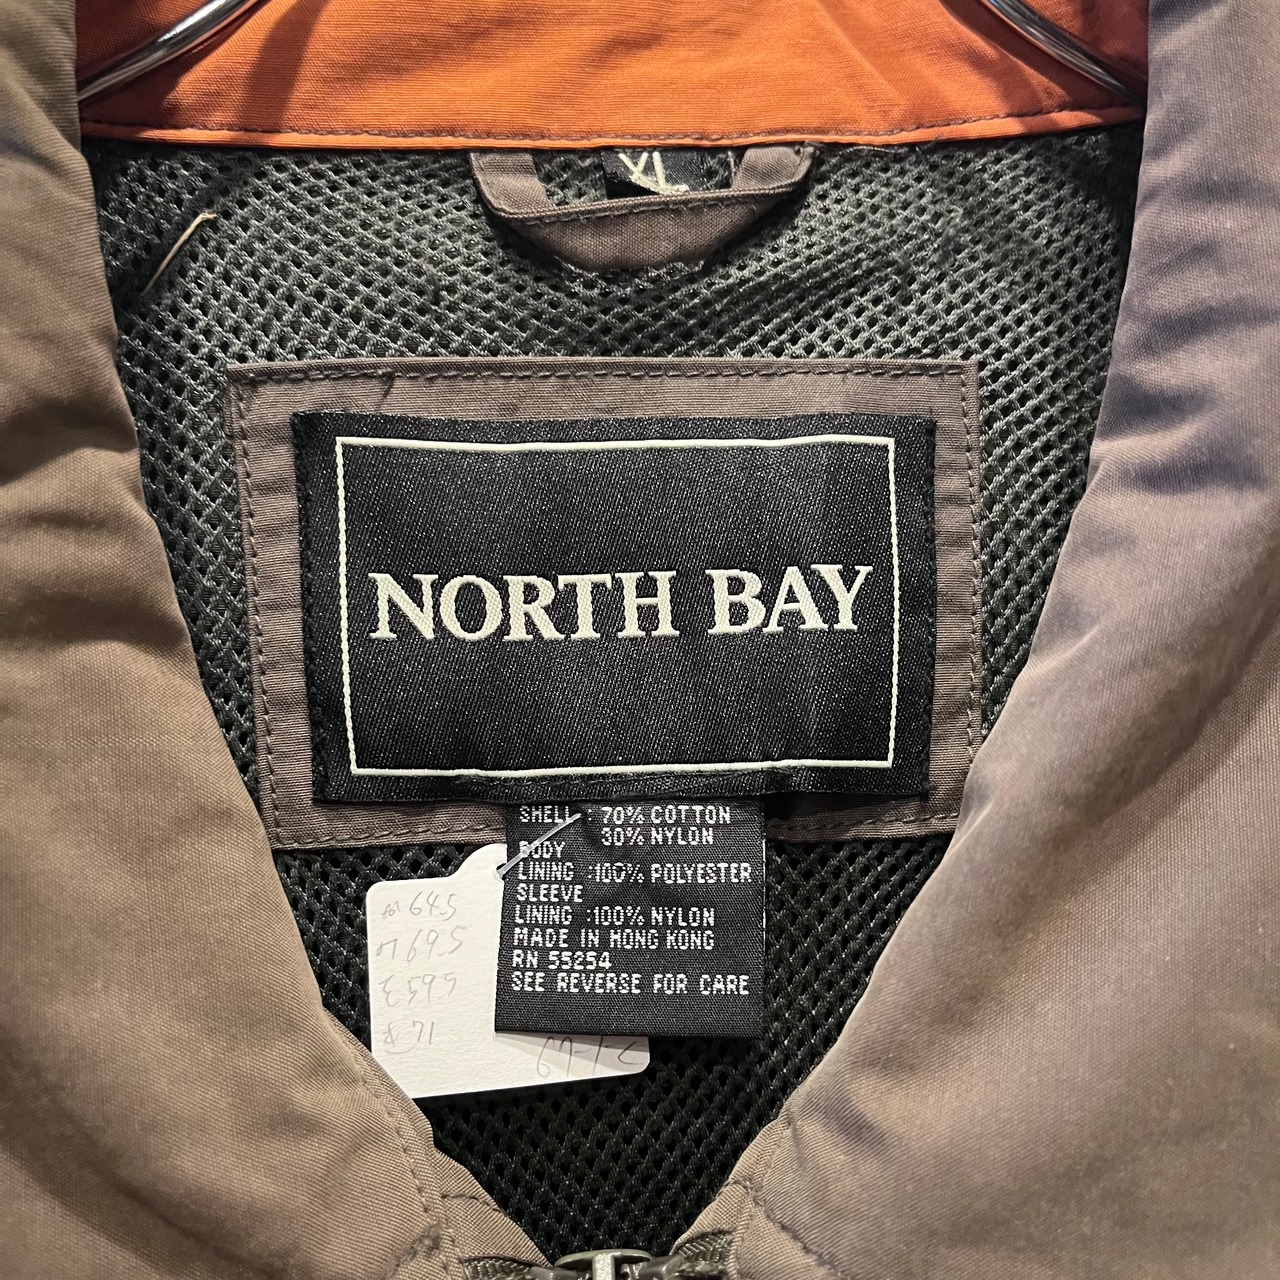 XL
NORTH BAY
SHELL : 70% COTTON
30% NYLON
BODY
LINING :100% POLYESTER
SLEEVE
LINING :100% NYLON
MADE IN HONG KONG
RN 55254
SEE REVERSE FOR CARE
64.5
69.5
59.5
71